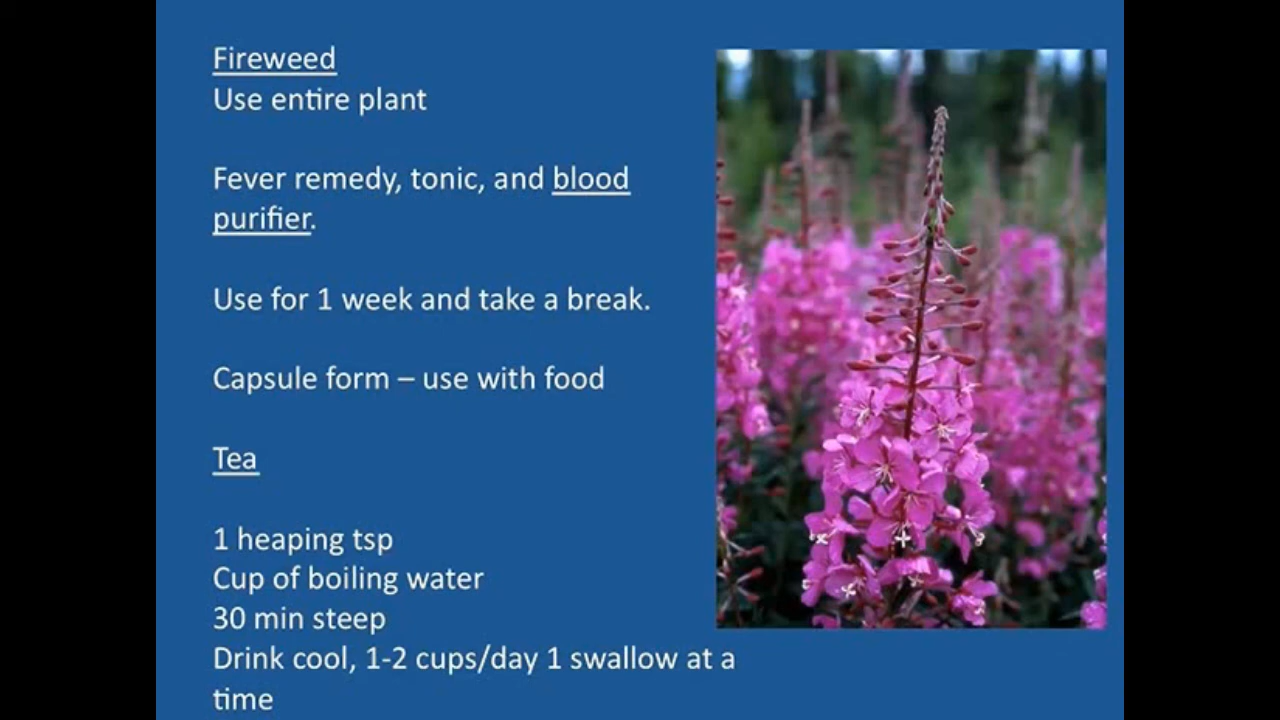 Fireweed
Use entire plant
Fever remedy, tonic, and blood
purifier.
Use for 1 week and take a break.
Capsule form – use with food
Tea
1 heaping tsp
Cup of boiling water
30 min steep
Drink cool, 1-2 cups/day 1 swallow at a
time